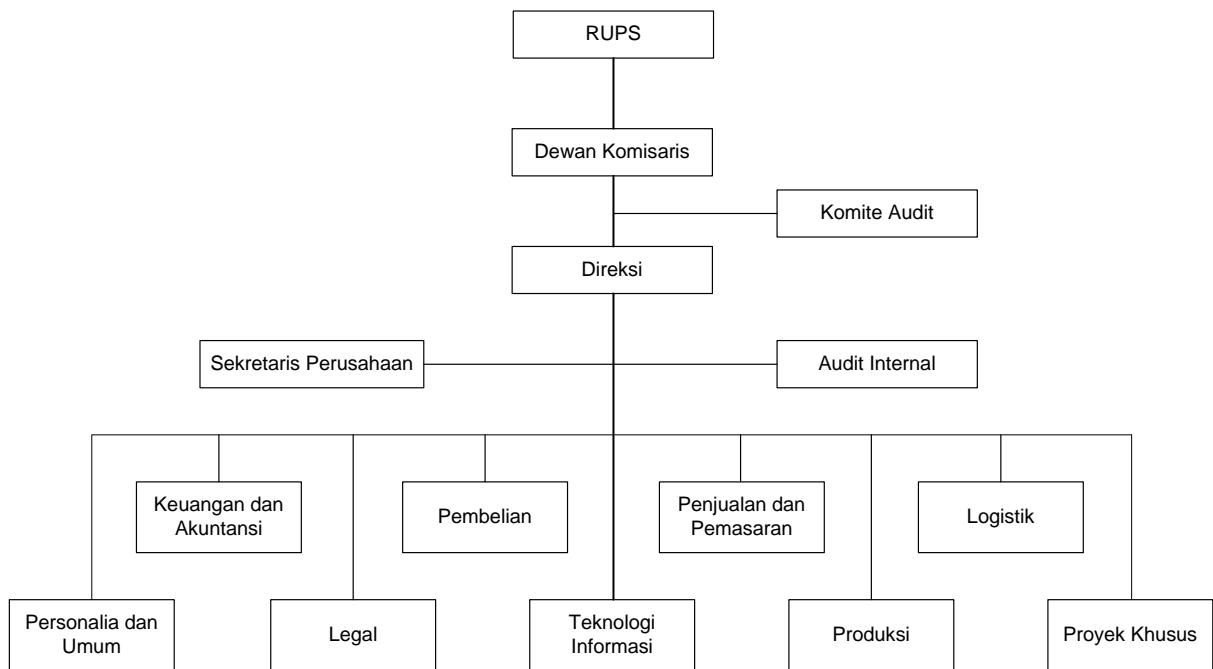 RUPS
Dewan Komisaris
Komite Audit
Direksi
Sekretaris Perusahaan
Audit Internal
Keuangan dan
Akuntansi
Pembelian
Penjualan dan
Pemasaran
Logistik
Personalia dan
Umum
Legal
Teknologi
Informasi
Produksi
Proyek Khusus